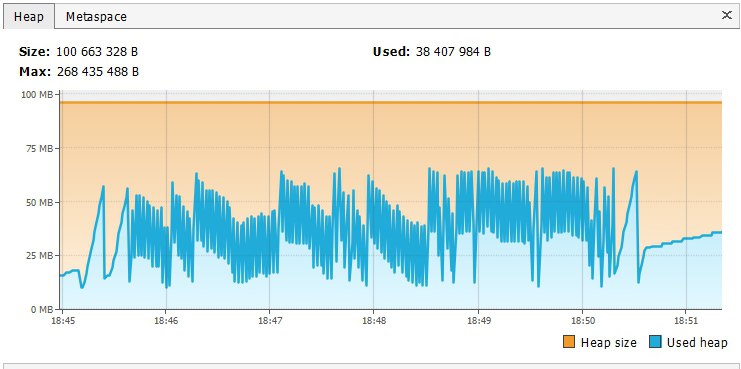 Heap Metaspace
Size: 100 663 328 B Used: 38 407 984 B
Max: 268 435 488 B
100 MB
75 MB
50 MB
25 MB
0 MB
18:45 18:46 18:47 18:48 18:49 18:50 18:51
Heap size Used heap